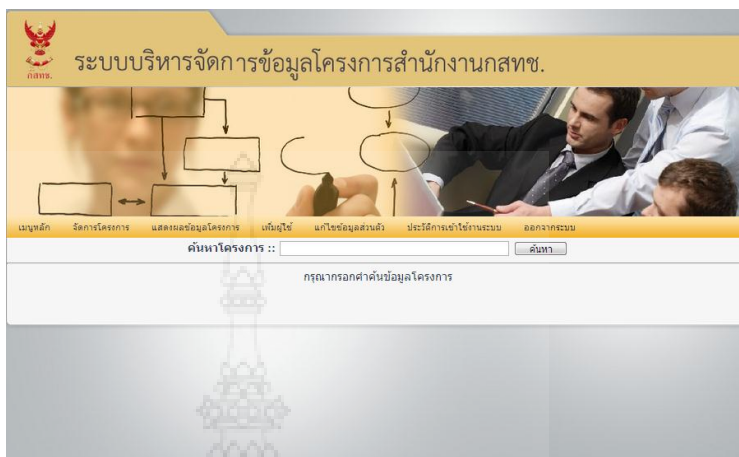 กสทช.
ระบบบริหารจัดการข้อมูลโครงการสำนักงานกสทช.
เมนูหลัก จัดการโครงการ แสดงผลข้อมูลโครงการ เพิ่มผู้ใช้ แก้ไขข้อมูลส่วนตัว ประวัติการเข้าใช้งานระบบ ออกจากระบบ
ค้นหาโครงการ :: ค้นหา
กรุณากรอกคำค้นข้อมูลโครงการ